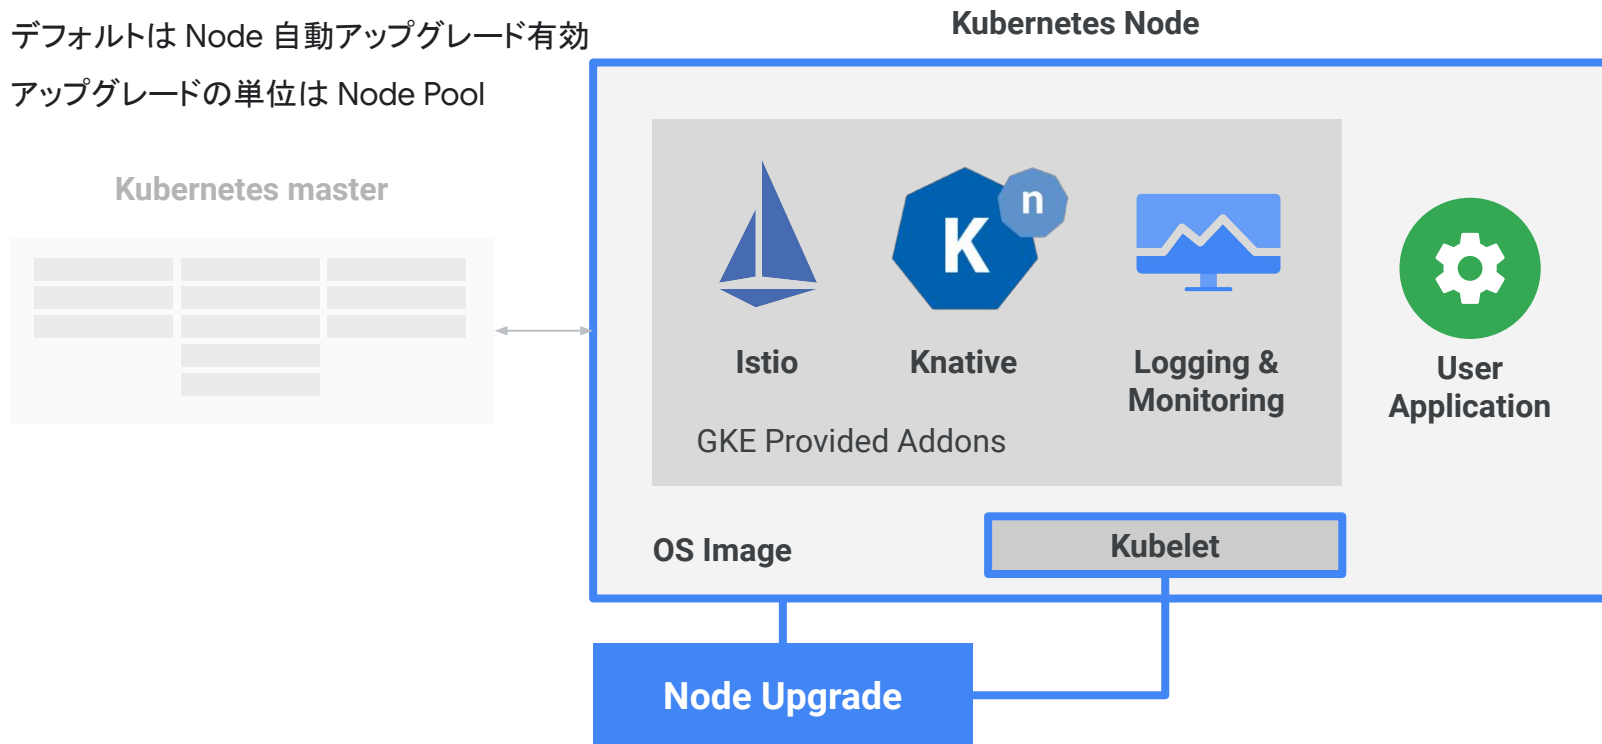 デフォルトは Node 自動アップグレード有効
アップグレードの単位は Node Pool
Kubernetes master
Kubernetes Node
K
n
Istio
Knative
Logging &
Monitoring
GKE Provided Addons
User
Application
OS Image
Kubelet
Node Upgrade